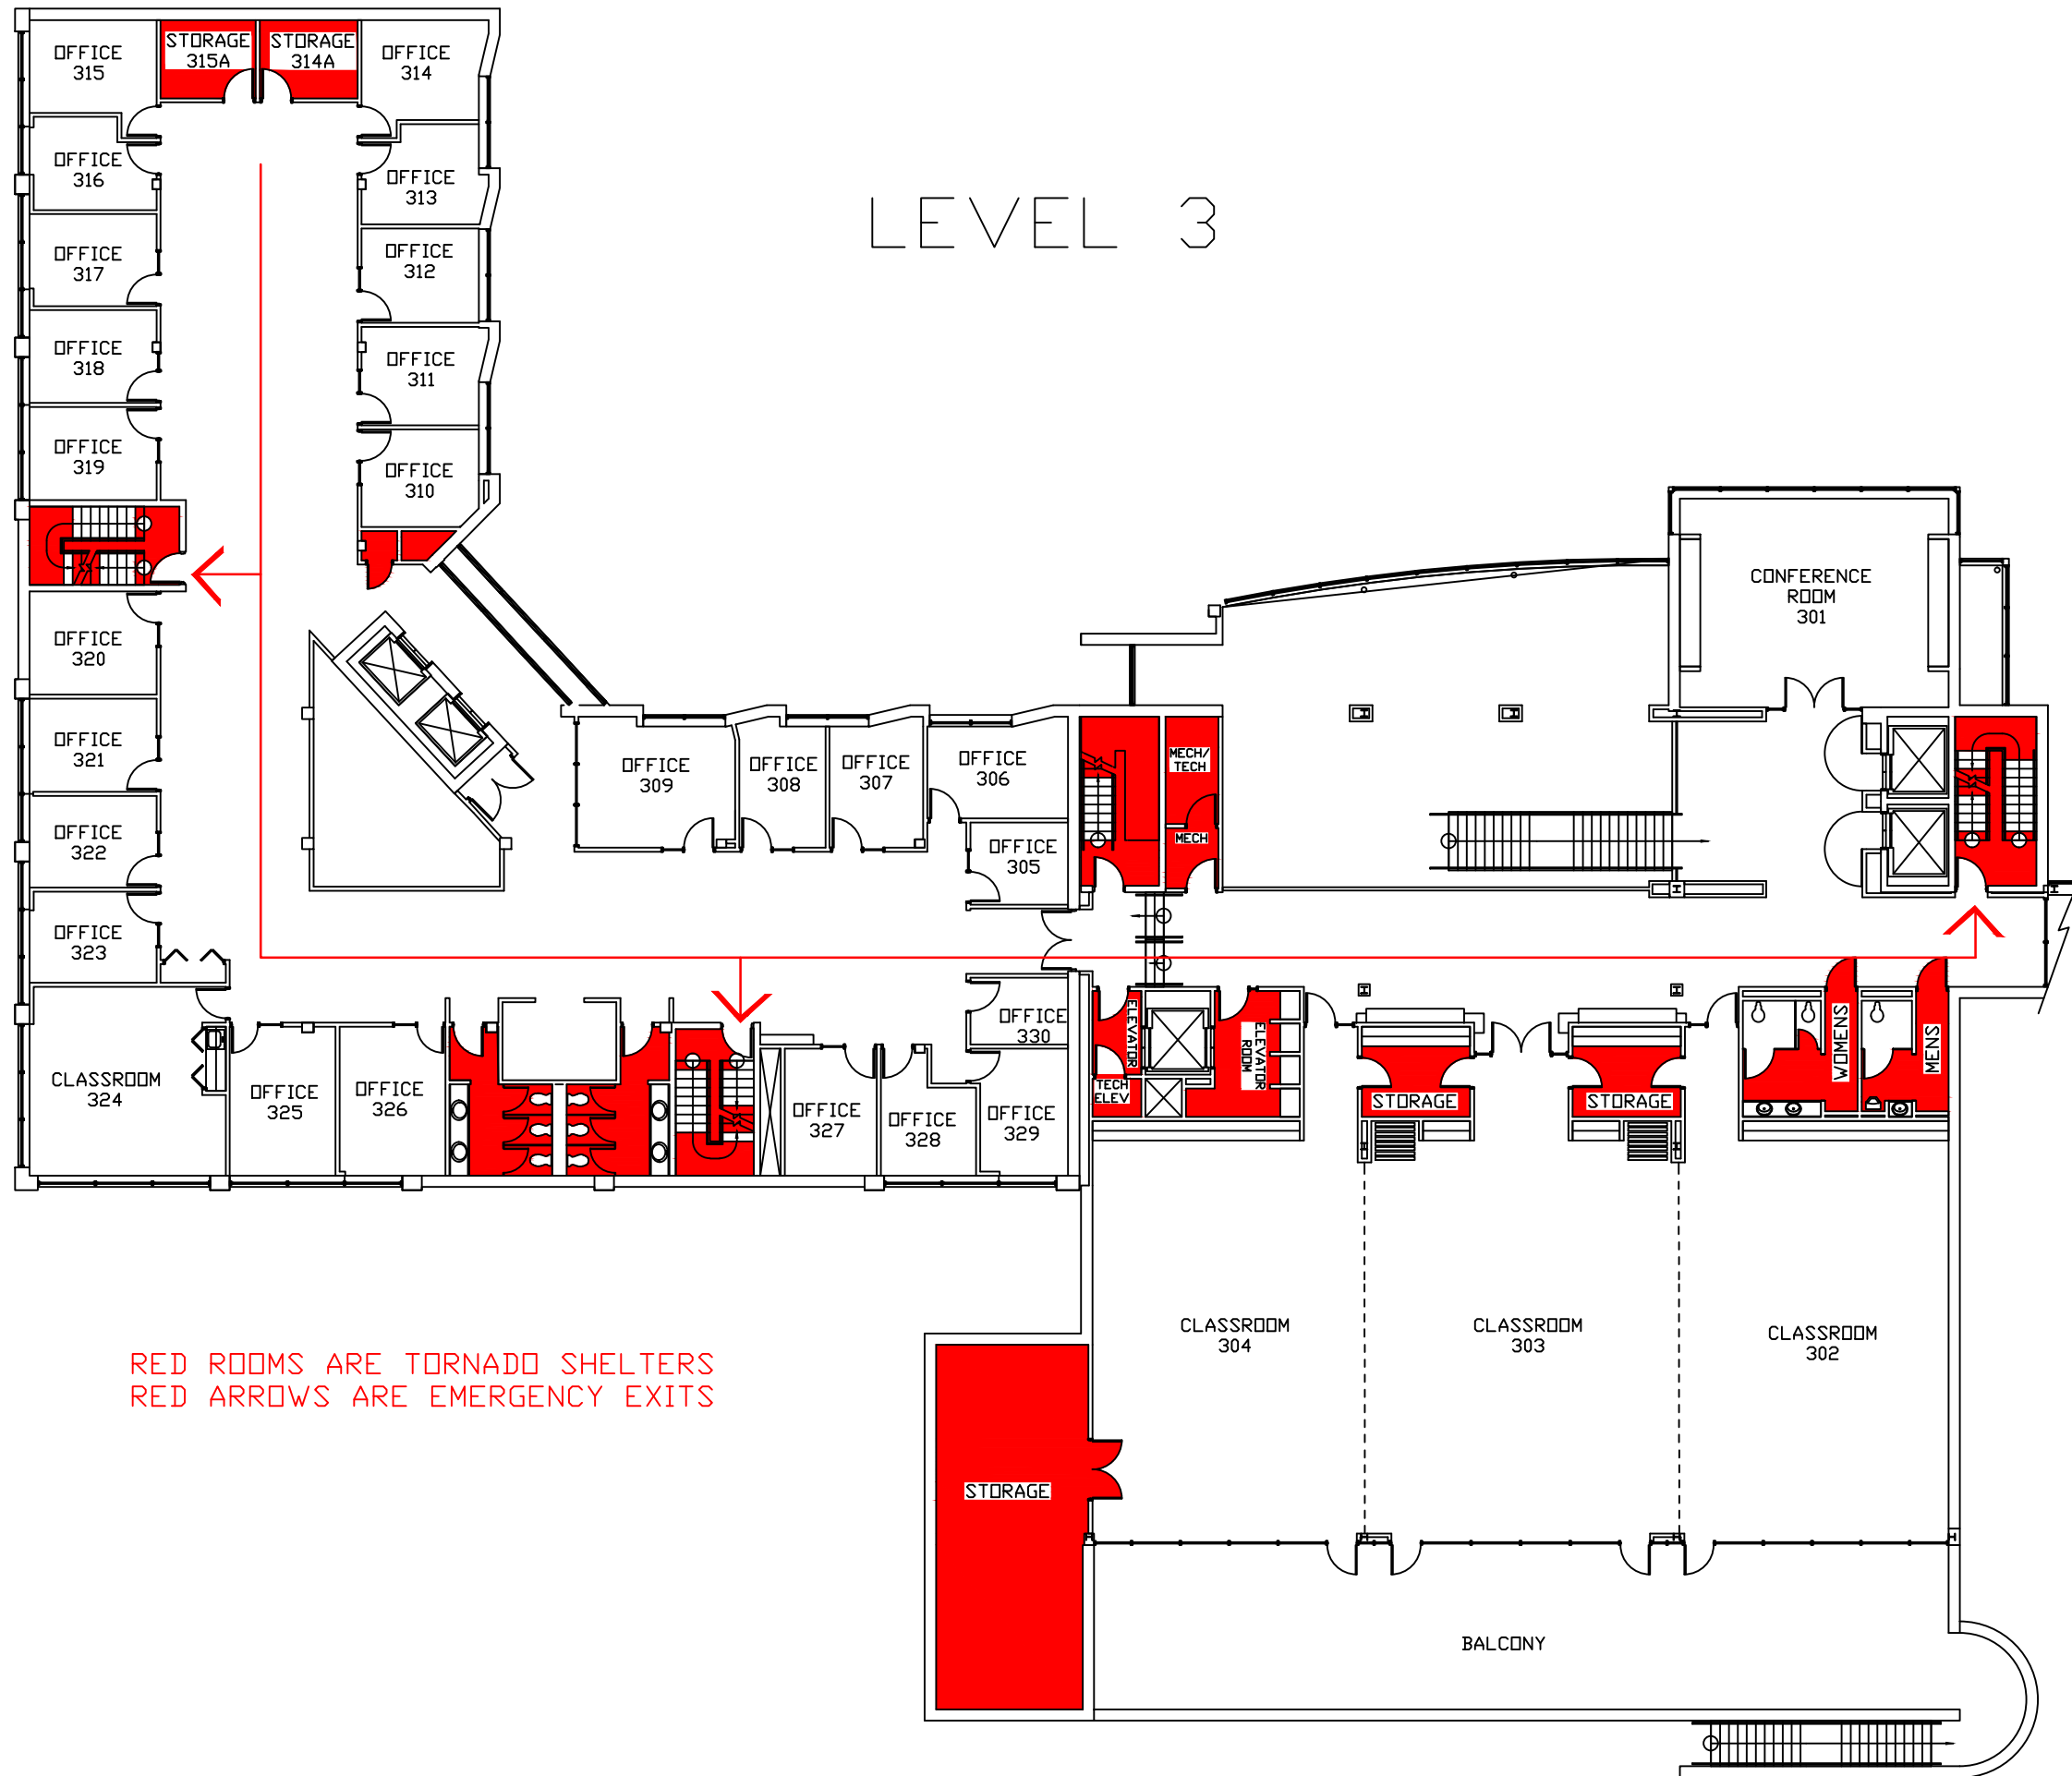 LEVEL 3
OFFICE
315
STORAGE
315A
STORAGE
314A
OFFICE
314
OFFICE
316
OFFICE
313
OFFICE
317
OFFICE
312
OFFICE
318
OFFICE
311
OFFICE
319
OFFICE
310
OFFICE
320
OFFICE
321
OFFICE
322
OFFICE
323
CLASSROOM
324
OFFICE
325
OFFICE
326
OFFICE
327
OFFICE
328
OFFICE
329
OFFICE
330
OFFICE
309
OFFICE
308
OFFICE
307
OFFICE
306
OFFICE
305
MECH/
TECH
MECH
CONFERENCE
ROOM
301
ELEVATOR
TECH
ELEV
ELEVATOR
ROOM
STORAGE
STORAGE
WOMENS
MENS
CLASSROOM
304
CLASSROOM
303
CLASSROOM
302
STORAGE
BALCONY
RED ROOMS ARE TORNADO SHELTERS
RED ARROWS ARE EMERGENCY EXITS